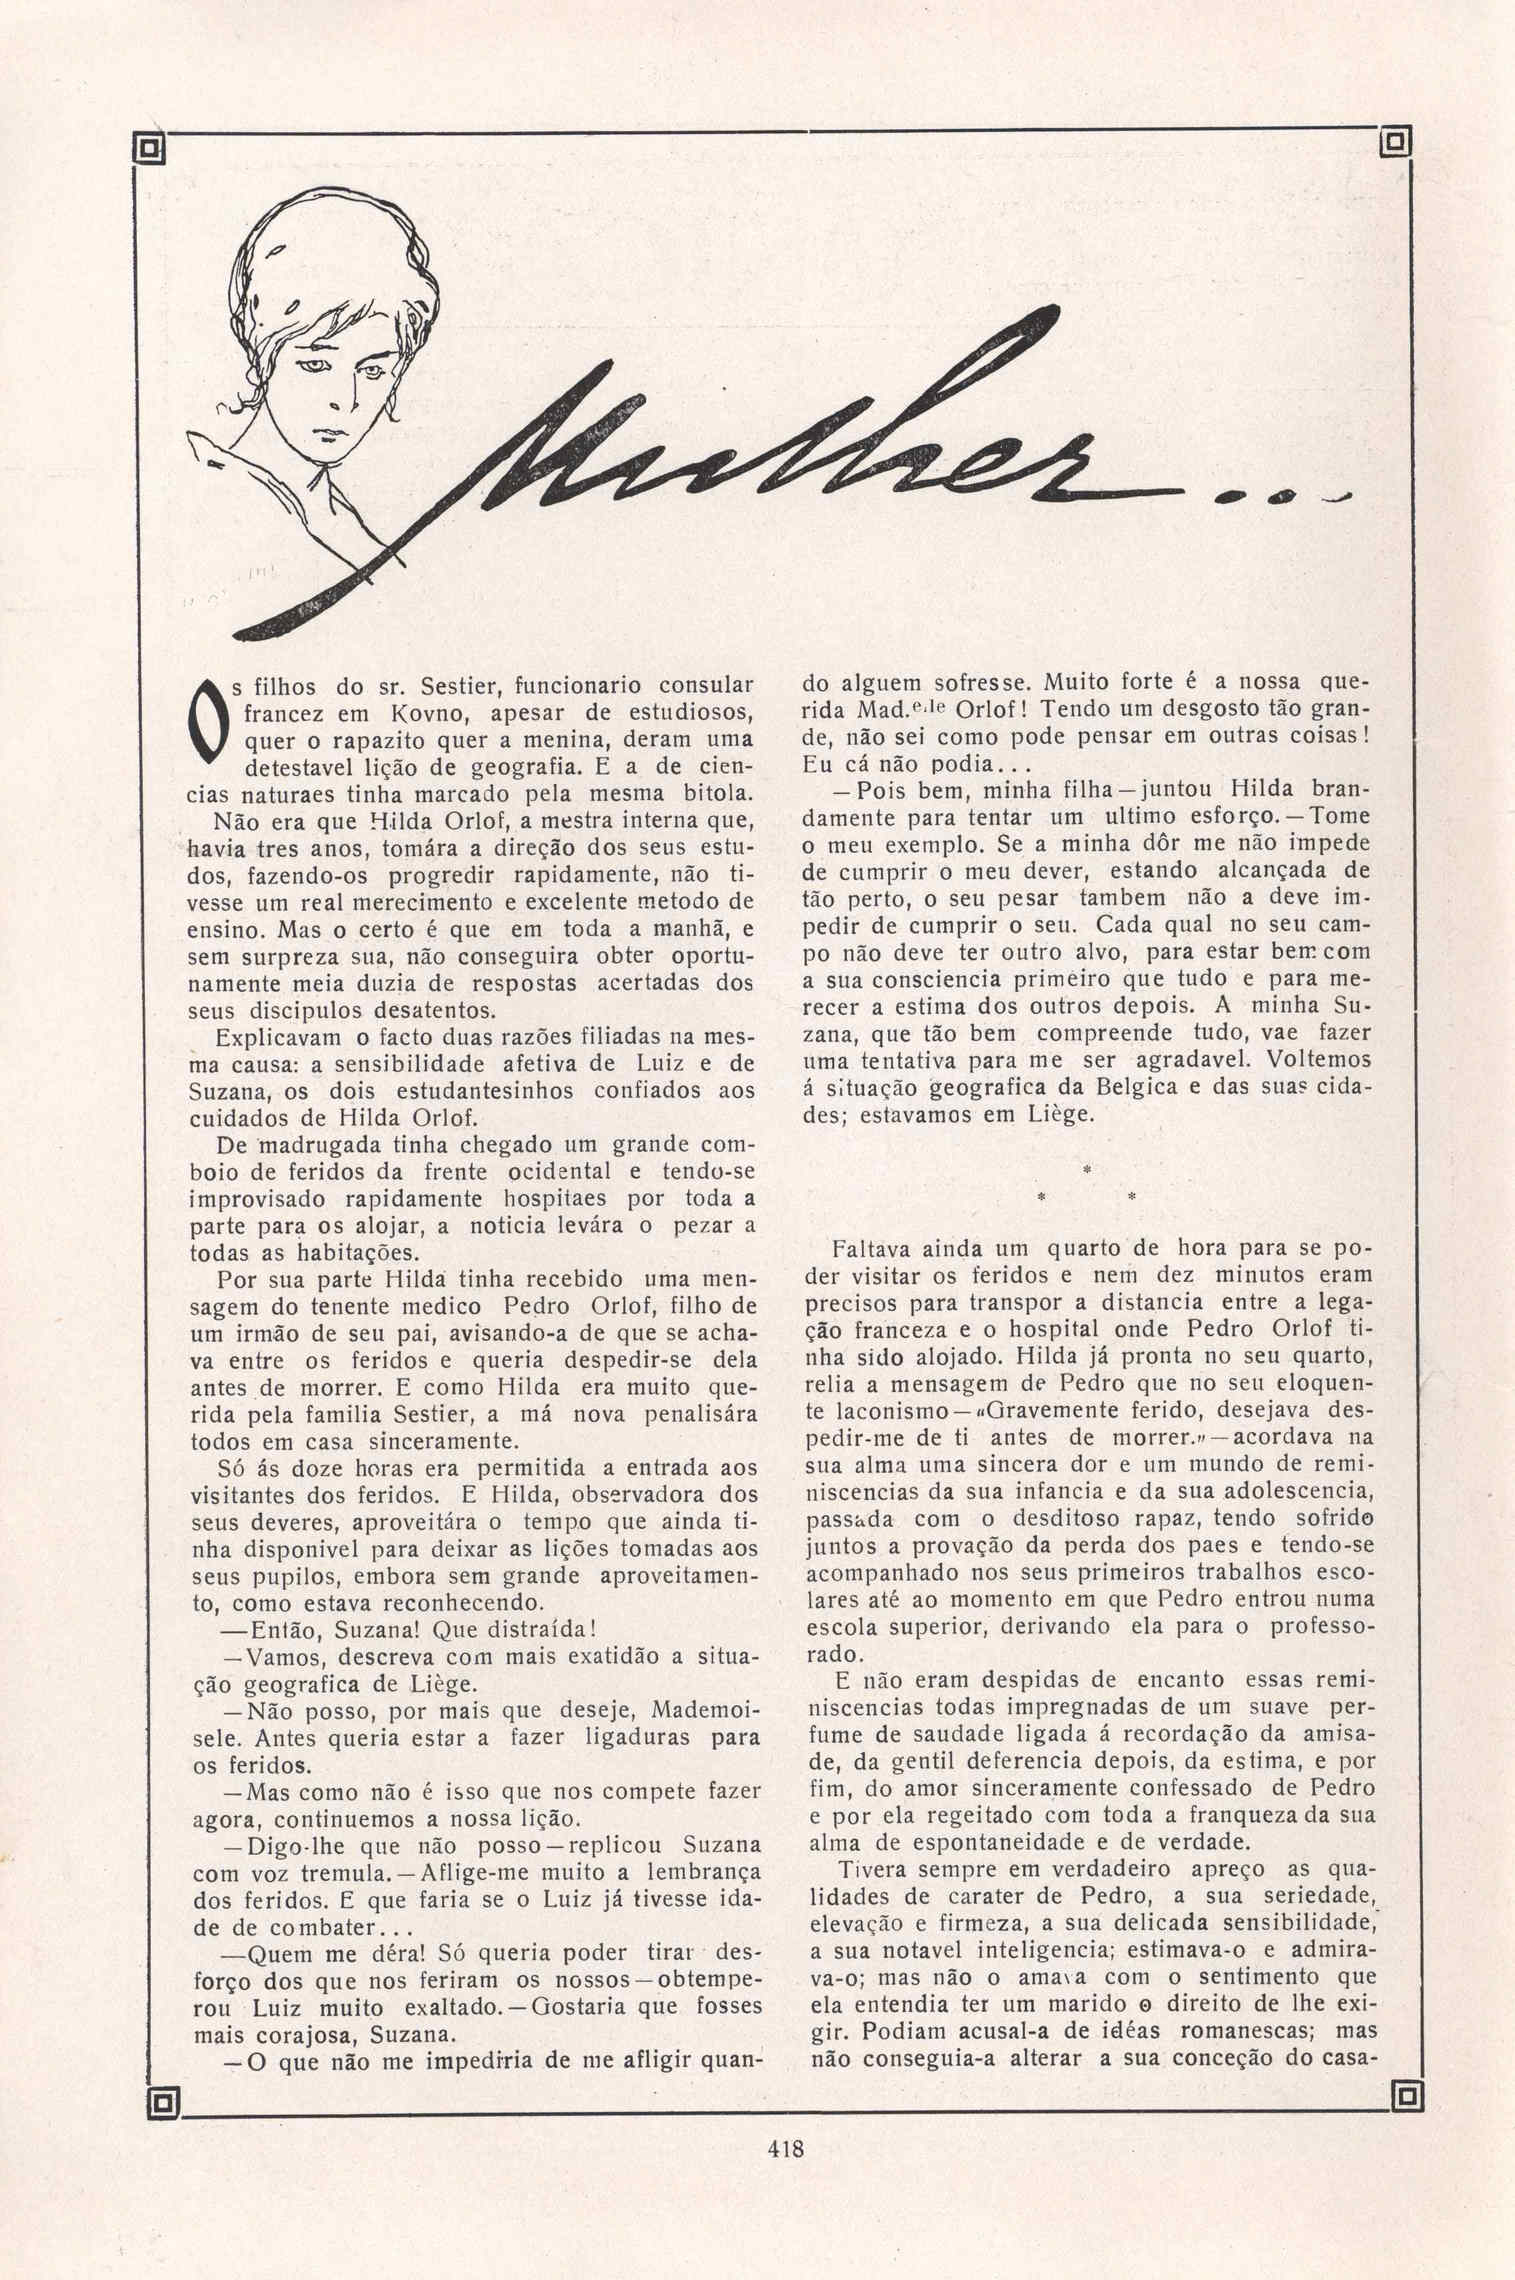 Mulher...
Os filhos do sr. Sestier, funcionario consular
francez em Kovno, apesar de estudiosos,
quer o rapazito quer a menina, deram uma
detestavel lição de geografia. E a de cien-
cias naturaes tinha marcado pela mesma bitola.
Não era que Hilda Orlof, a mestra interna que,
havia tres anos, tomára a direção dos seus estu-
dos, fazendo-os progredir rapidamente, não ti-
vesse um real merecimento e excelente metodo de
ensino. Mas o certo é que em toda a manhã, e
sem surpreza sua, não conseguira obter oportu-
namente meia duzia de respostas acertadas dos
seus discipulos desatentos.
Explicavam o facto duas razões filiadas na mes-
ma causa: a sensibilidade afetiva de Luiz e de
Suzana, os dois estudantesinhos confiados aos
cuidados de Hilda Orlof.
De madrugada tinha chegado um grande com-
boio de feridos da frente ocidental e tendo-se
improvisado rapidamente hospitaes por toda a
parte para os alojar, a noticia levára o pezar a
todas as habitações.
Por sua parte Hilda tinha recebido uma men-
sagem do tenente medico Pedro Orlof, filho de
um irmão de seu pai, avisando-a de que se acha-
va entre os feridos e queria despedir-se dela
antes de morrer. E como Hilda era muito que-
rida pela familia Sestier, a má nova penalisára
todos em casa sinceramente.
Só ás doze horas era permitida a entrada aos
visitantes dos feridos. E Hilda, observadora dos
seus deveres, aproveitára o tempo que ainda ti-
nha disponivel para deixar as lições tomadas aos
seus pupilos, embora sem grande aproveitamen-
to, como estava reconhecendo.
—Então, Suzana! Que distraída!
—Vamos, descreva com mais exatidão a situa-
ção geografica de Liège.
—Não posso, por mais que deseje, Mademoi-
sele. Antes queria estar a fazer ligaduras para
os feridos.
—Mas como não é isso que nos compete fazer
agora, continuemos a nossa lição.
—Digo-lhe que não posso—replicou Suzana
com voz tremula.—Aflige-me muito a lembrança
dos feridos. E que faria se o Luiz já tivesse ida-
de de combater...
—Quem me déra! Só queria poder tirar des-
forço dos que nos feriram os nossos—obtempe-
rou Luiz muito exaltado.—Gostaria que fosses
mais corajosa, Suzana.
—O que não me impediria de me afligir quan-
do alguem sofresse. Muito forte é a nossa que-
rida Mad.elle Orlof! Tendo um desgosto tão gran-
de, não sei como pode pensar em outras coisas!
Eu cá não podia...
—Pois bem, minha filha—juntou Hilda bran-
damente para tentar um ultimo esforço.—Tome
o meu exemplo. Se a minha dôr me não impede
de cumprir o meu dever, estando alcançada de
tão perto, o seu pesar tambem não a deve im-
pedir de cumprir o seu. Cada qual no seu cam-
po não deve ter outro alvo, para estar bem com
a sua consciencia primeiro que tudo e para me-
recer a estima dos outros depois. A minha Su-
zana, que tão bem compreende tudo, vae fazer
uma tentativa para me ser agradavel. Voltemos
á situação geografica da Belgica e das suas cida-
des; estavamos em Liège.
*
* *
Faltava ainda um quarto de hora para se po-
der visitar os feridos e nem dez minutos eram
precisos para transpor a distancia entre a lega-
ção franceza e o hospital onde Pedro Orlof ti-
nha sido alojado. Hilda já pronta no seu quarto,
relia a mensagem de Pedro que no seu eloquen-
te laconismo—«Gravemente ferido, desejava des-
pedir-me de ti antes de morrer.»—acordava na
sua alma uma sincera dor e um mundo de remi-
niscencias da sua infancia e da sua adolescencia,
passada com o desditoso rapaz, tendo sofrido
juntos a provação da perda dos paes e tendo-se
acompanhado nos seus primeiros trabalhos esco-
lares até ao momento em que Pedro entrou numa
escola superior, derivando ela para o professo-
rado.
E não eram despidas de encanto essas remi-
niscencias todas impregnadas de um suave per-
fume de saudade ligada á recordação da amisa-
de, da gentil deferencia depois, da estima, e por
fim, do amor sinceramente confessado de Pedro
e por ela regeitado com toda a franqueza da sua
alma de espontaneidade e de verdade.
Tivera sempre em verdadeiro apreço as qua-
lidades de carater de Pedro, a sua seriedade,
elevação e firmeza, a sua delicada sensibilidade,
a sua notavel inteligencia; estimava-o e admira-
va-o; mas não o amava com o sentimento que
ela entendia ter um marido o direito de lhe exi-
gir. Podiam acusal-a de idéas romanescas; mas
não conseguia-a alterar a sua conceção do casa-
418